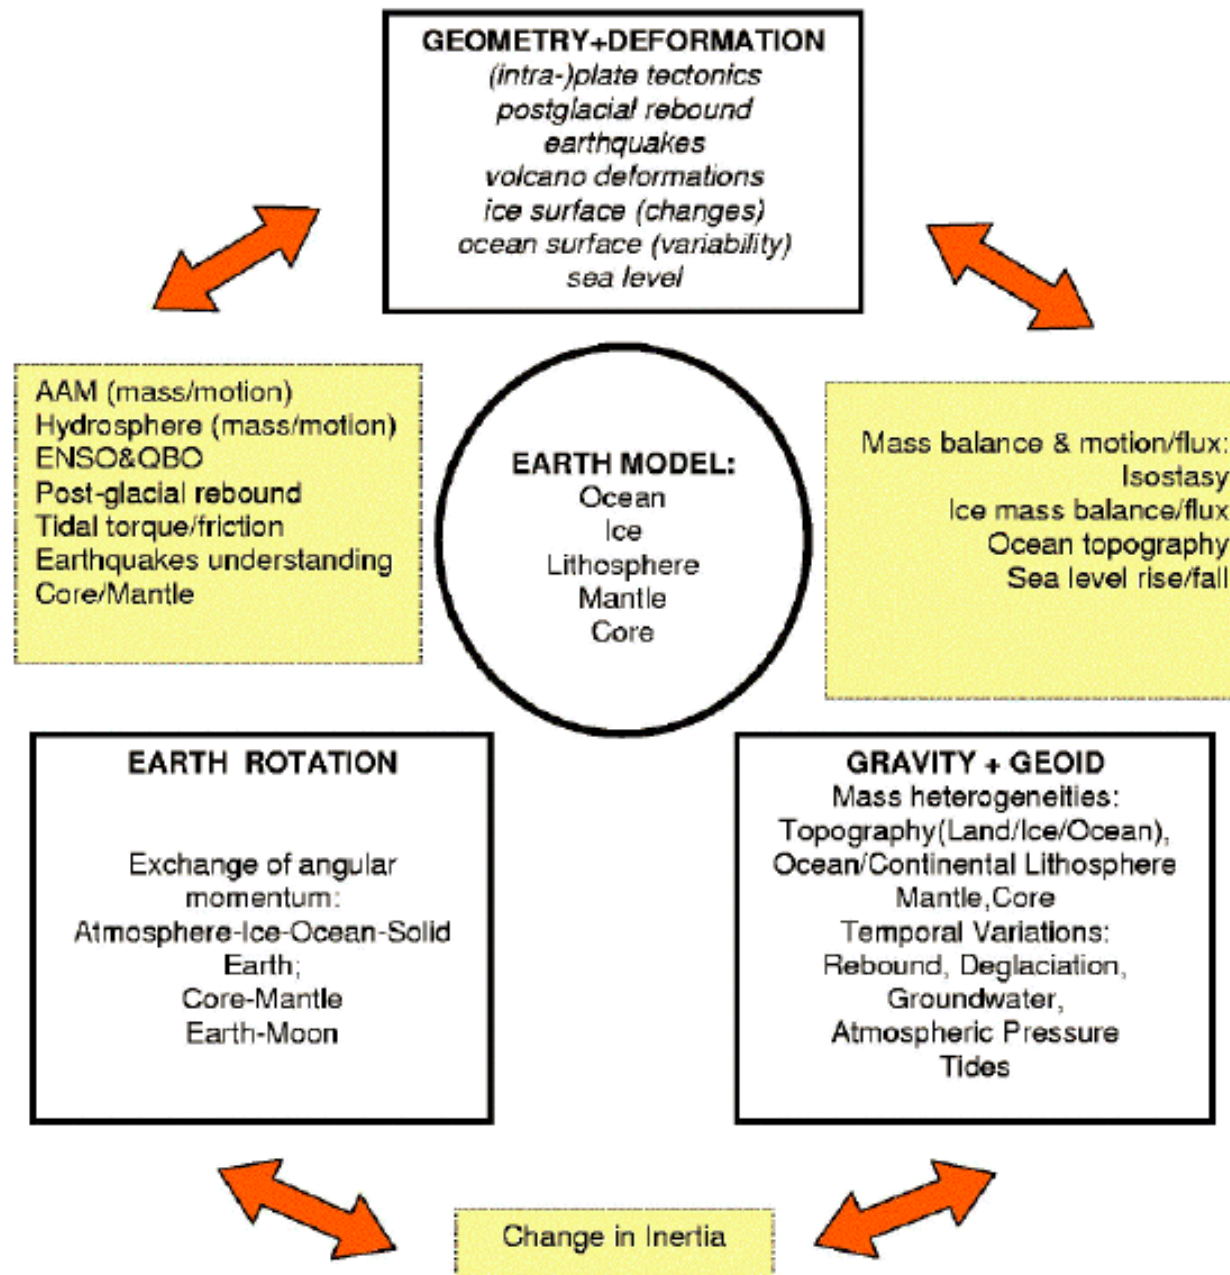 GEOMETRY+DEFORMATION
(intra-)plate tectonics
postglacial rebound
earthquakes
volcano deformations
ice surface (changes)
ocean surface (variability)
sea level
AAM (mass/motion)
Hydrosphere (mass/motion)
ENSO&QBO
Post-glacial rebound
Tidal torque/friction
Earthquakes understanding
Core/Mantle
EARTH MODEL:
Ocean
Ice
Lithosphere
Mantle
Core
Mass balance & motion/flux:
Isostasy
Ice mass balance/flux
Ocean topography
Sea level rise/fall
EARTH ROTATION
Exchange of angular
momentum:
Atmosphere-Ice-Ocean-Solid
Earth;
Core-Mantle
Earth-Moon
GRAVITY + GEOID
Mass heterogeneities:
Topography(Land/Ice/Ocean),
Ocean/Continental Lithosphere
Mantle,Core
Temporal Variations:
Rebound, Deglaciation,
Groundwater,
Atmospheric Pressure
Tides
Change in Inertia